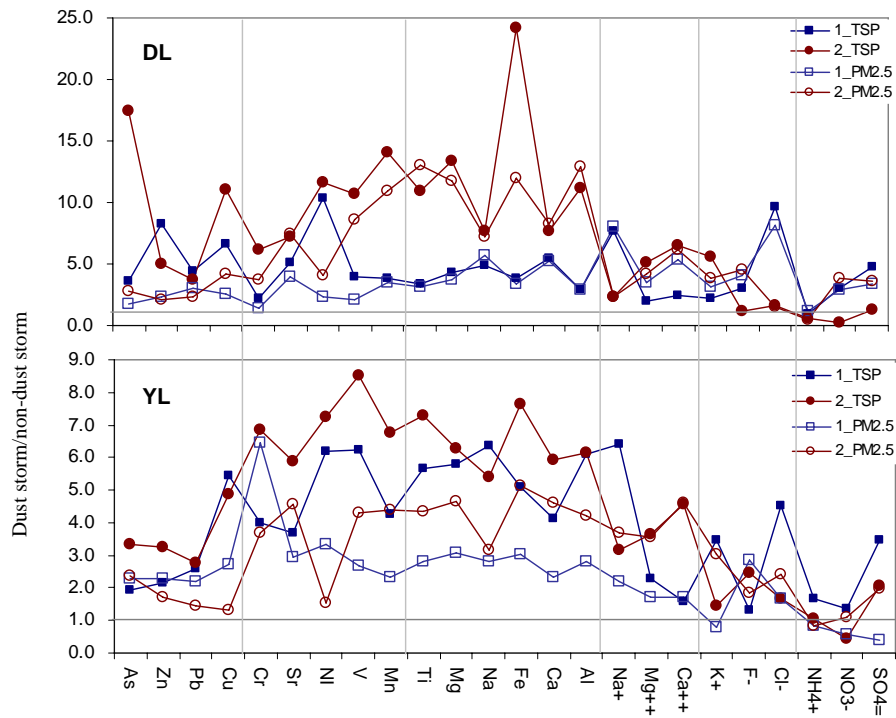 25.0
20.0
15.0
10.0
5.0
0.0
DL
1_TSP
2_TSP
1_PM2.5
2_PM2.5
Dust storm/non-dust storm
9.0
8.0
7.0
6.0
5.0
4.0
3.0
2.0
1.0
0.0
YL
1_TSP
2_TSP
1_PM2.5
2_PM2.5
As
Zn
Pb
Cu
Cr
Sr
NI
V
Mn
Ti
Mg
Na
Fe
Ca
Al
Na+
Mg++
Ca++
K+
F-
Cl-
NH4+
NO3-
SO4=